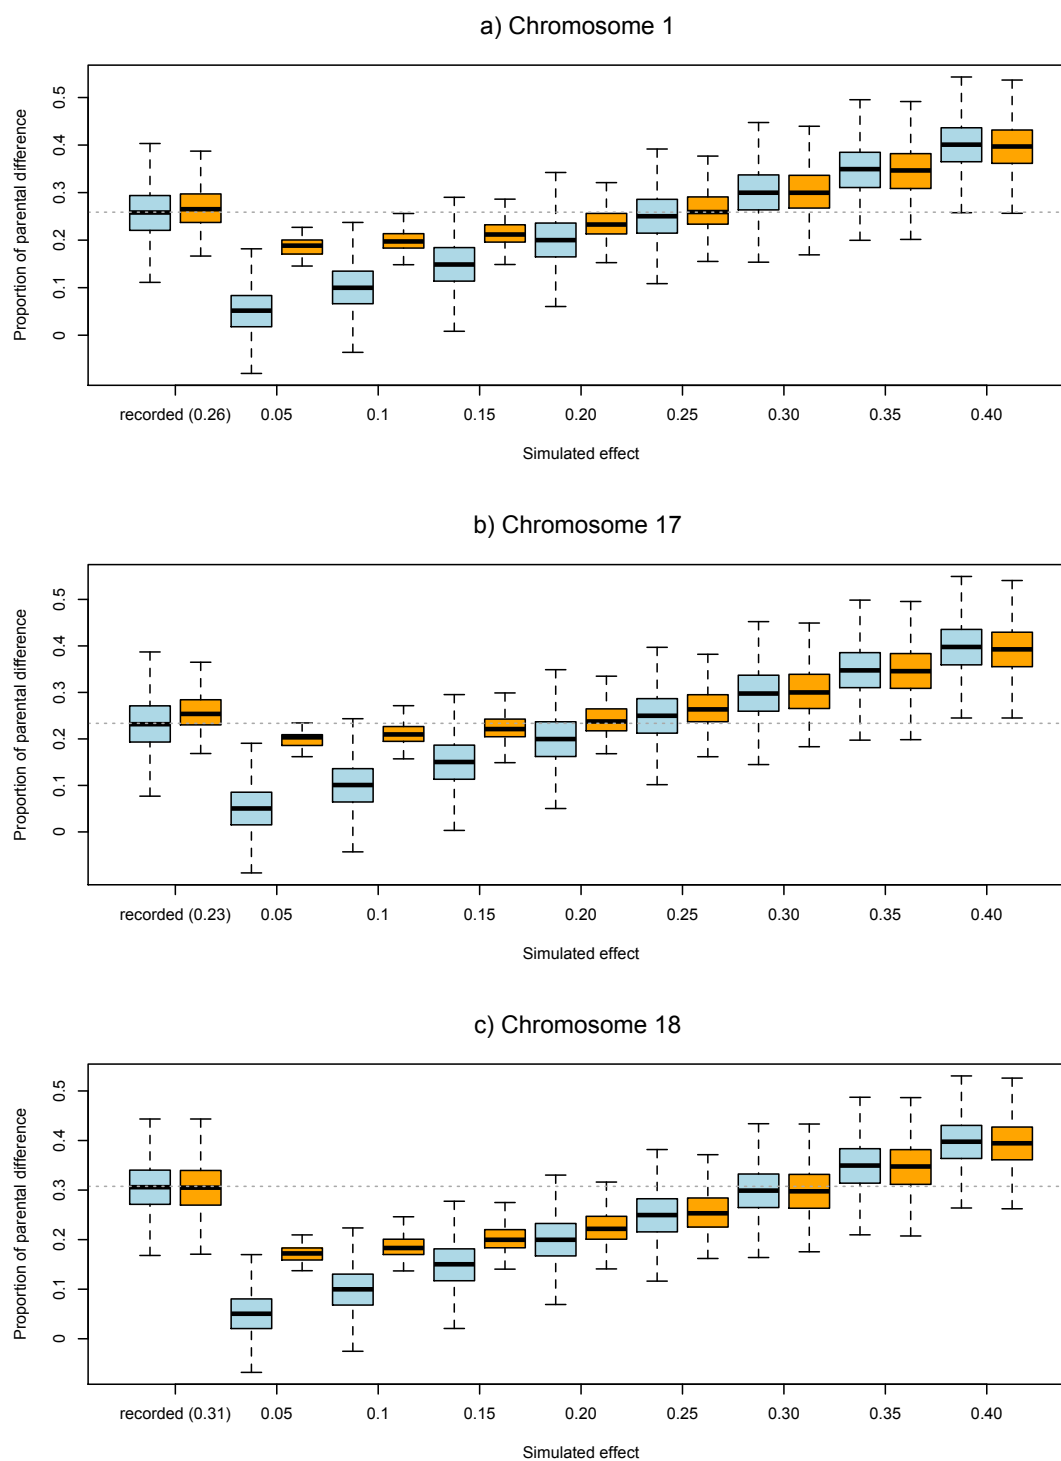 a) Chromosome 1
Proportion of parental difference
0.5
0.4
0.3
0.2
0.1
0
recorded (0.26) 0.05 0.1 0.15 0.20 0.25 0.30 0.35 0.40
Simulated effect
b) Chromosome 17
Proportion of parental difference
0.5
0.4
0.3
0.2
0.1
0
recorded (0.23) 0.05 0.1 0.15 0.20 0.25 0.30 0.35 0.40
Simulated effect
c) Chromosome 18
Proportion of parental difference
0.5
0.4
0.3
0.2
0.1
0
recorded (0.31) 0.05 0.1 0.15 0.20 0.25 0.30 0.35 0.40
Simulated effect